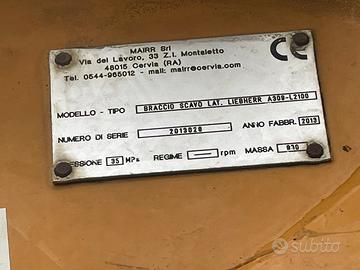 MAIRR Srl
Via del Lavoro, 33 Z.I. Montaletto
48015 Cervia (RA)
Tel. 0544-965012 - mail: mairr@cervia.com
CE
MODELLO - TIPO BRACCIO SCAVO LAT. LIEBHERR A309-L2100
NUMERO DI SERIE 2013028 ANNO FABBR. 2013
ESSIONE 35 MPa REGIME — rpm MASSA 830
subito